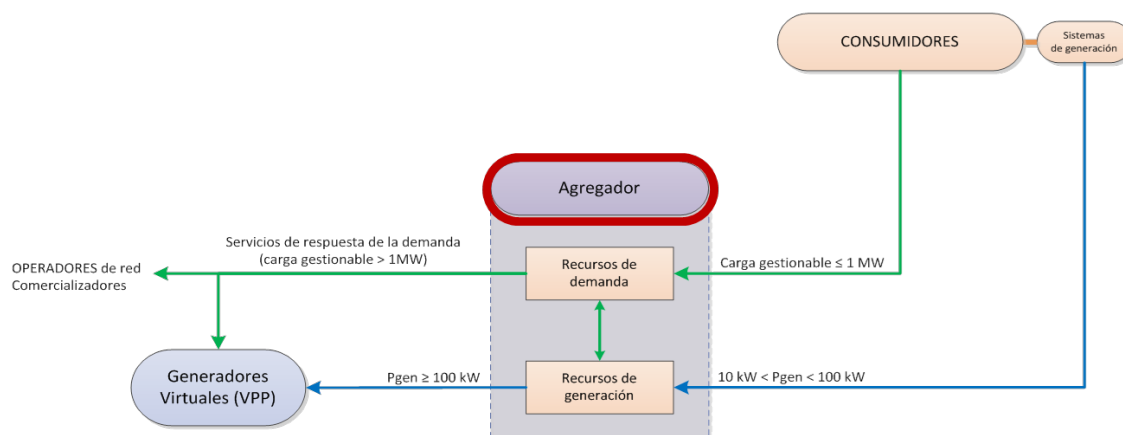 CONSUMIDORES
Sistemas
de generación
Agregador
Servicios de respuesta de la demanda
(carga gestionable > 1MW)
OPERADORES de red
Comercializadores
Recursos de
demanda
Carga gestionable ≤ 1 MW
Generadores
Virtuales (VPP)
Pgen ≥ 100 kW
Recursos de
generación
10 kW < Pgen < 100 kW